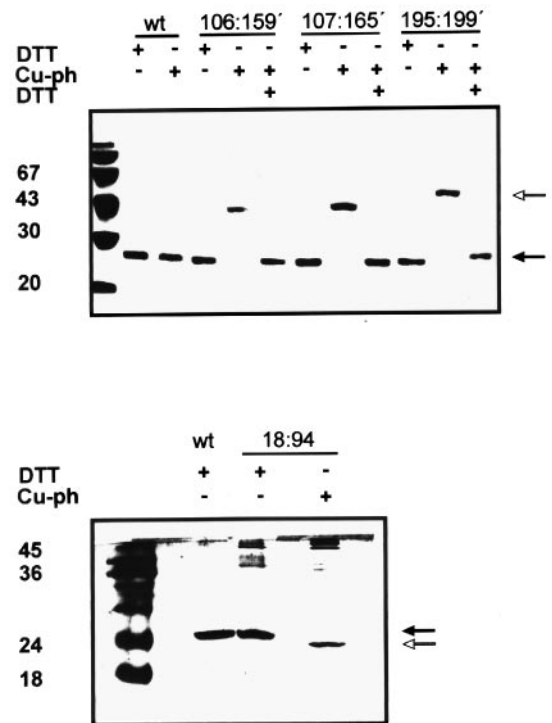 wt 106:159´ 107:165´ 195:199´
DTT + - + - - + - - + - -
Cu-ph - + - + + - + + - + +
DTT + + +
67
43
30
20
wt 18:94
DTT + + -
Cu-ph - - +
45
36
24
18